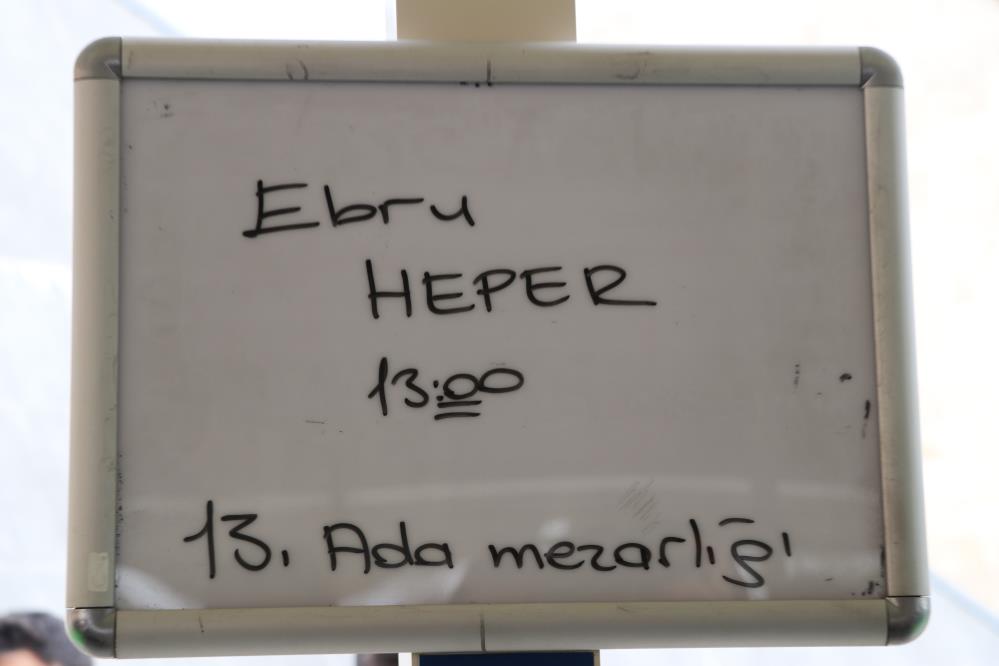 Ebru
HEPER
13:00
13. Ada mezarlığı